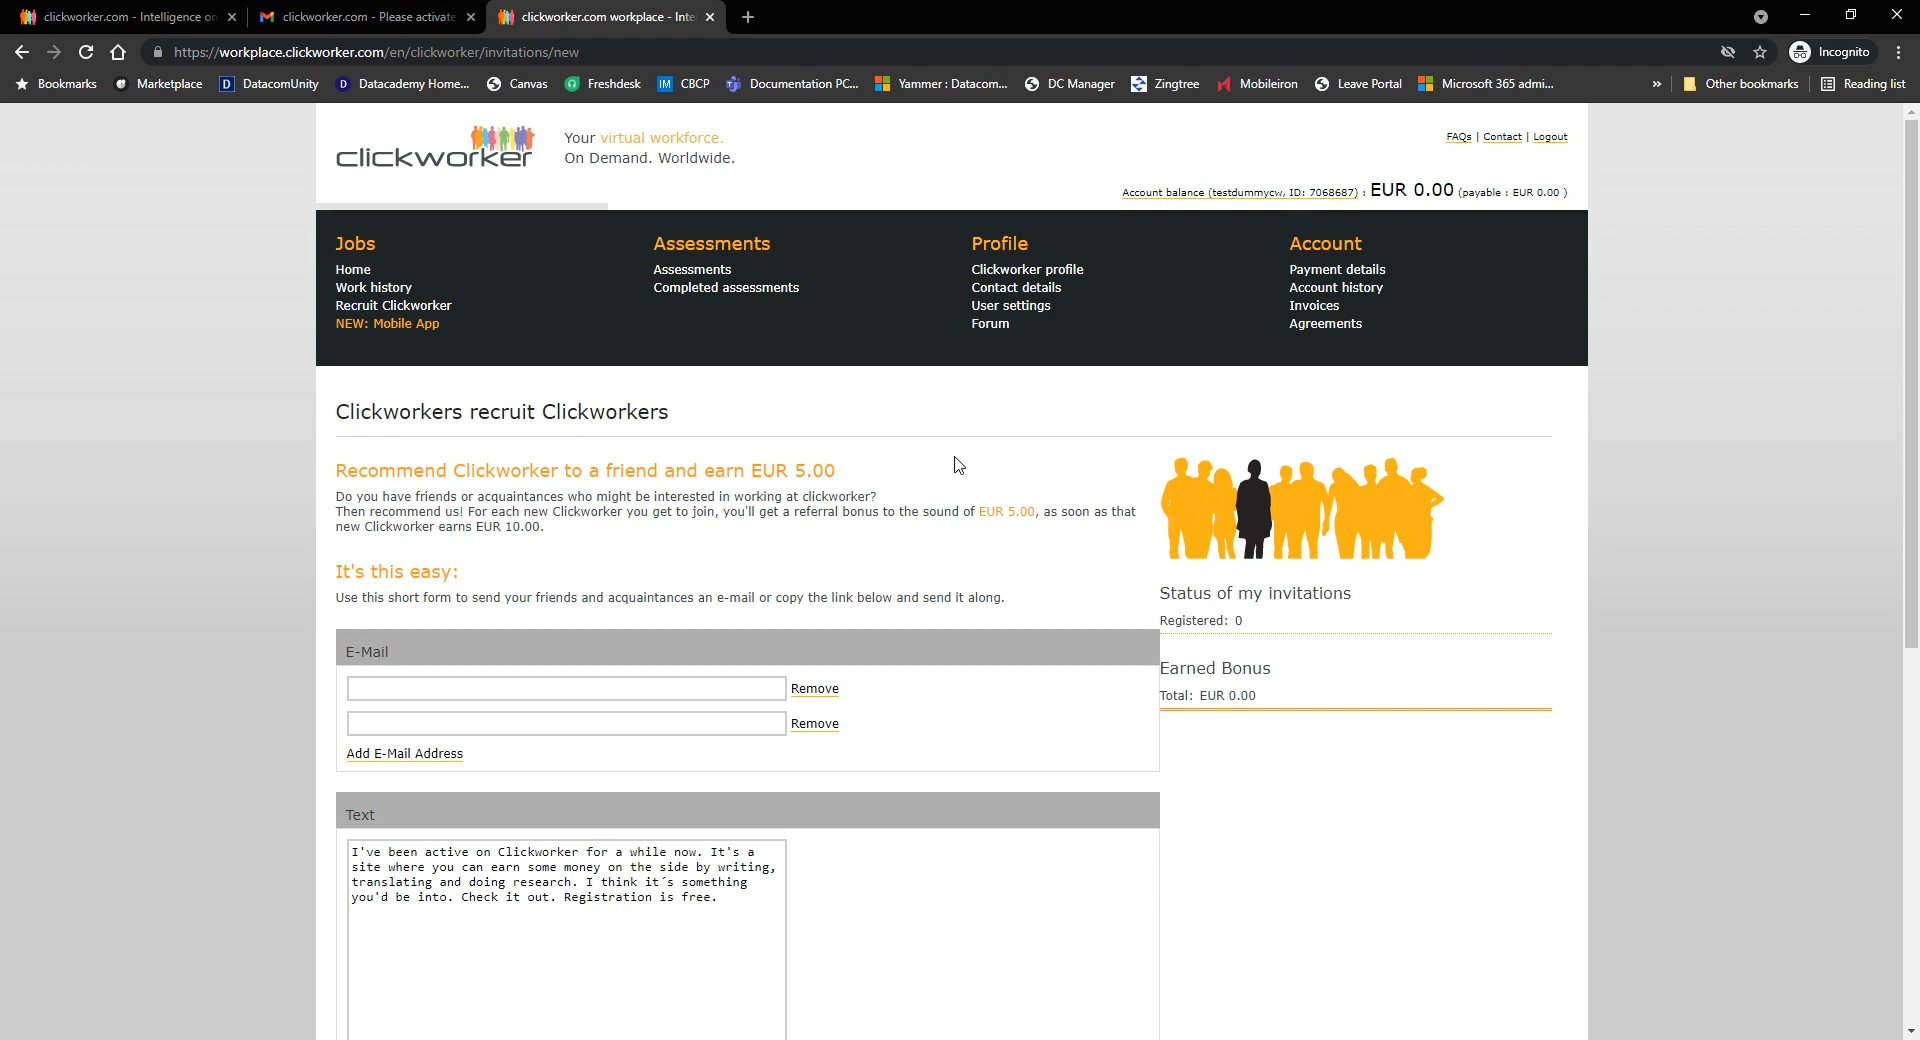 clickworker.com - Intelligence on
clickworker.com - Please activate
clickworker.com workplace - Inte
https://workplace.clickworker.com/en/clickworker/invitations/new
Incognito
Bookmarks
Marketplace
DatacomUnity
Datacademy Home...
Canvas
Freshdesk
CBCP
Documentation PC...
Yammer : Datacom...
DC Manager
Zingtree
Mobileiron
Leave Portal
Microsoft 365 admi...
»
Other bookmarks
Reading list
clickworker
Your virtual workforce.
On Demand. Worldwide.
FAQs | Contact | Logout
Account balance (testdummycw, ID: 7068687) : EUR 0.00 (payable : EUR 0.00 )
Jobs
Home
Work history
Recruit Clickworker
NEW: Mobile App
Assessments
Assessments
Completed assessments
Profile
Clickworker profile
Contact details
User settings
Forum
Account
Payment details
Account history
Invoices
Agreements
Clickworkers recruit Clickworkers
Recommend Clickworker to a friend and earn EUR 5.00
Do you have friends or acquaintances who might be interested in working at clickworker?
Then recommend us! For each new Clickworker you get to join, you'll get a referral bonus to the sound of EUR 5.00, as soon as that
new Clickworker earns EUR 10.00.
It's this easy:
Use this short form to send your friends and acquaintances an e-mail or copy the link below and send it along.
E-Mail
Remove
Remove
Add E-Mail Address
Text
I've been active on Clickworker for a while now. It's a
site where you can earn some money on the side by writing,
translating and doing research. I think it´s something
you'd be into. Check it out. Registration is free.
Status of my invitations
Registered: 0
Earned Bonus
Total: EUR 0.00